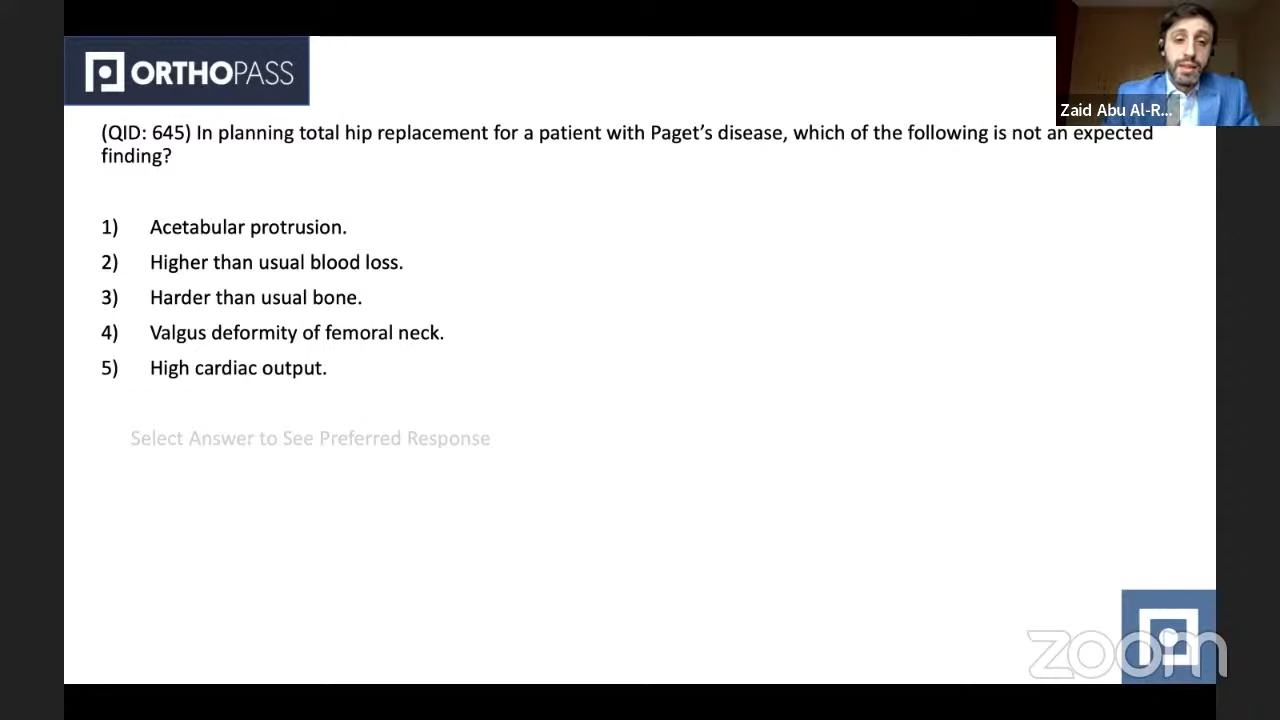 ORTHOPASS
Zaid Abu Al-R...
(QID: 645) In planning total hip replacement for a patient with Paget’s disease, which of the following is not an expected
finding?
1) Acetabular protrusion.
2) Higher than usual blood loss.
3) Harder than usual bone.
4) Valgus deformity of femoral neck.
5) High cardiac output.
Select Answer to See Preferred Response
zoom